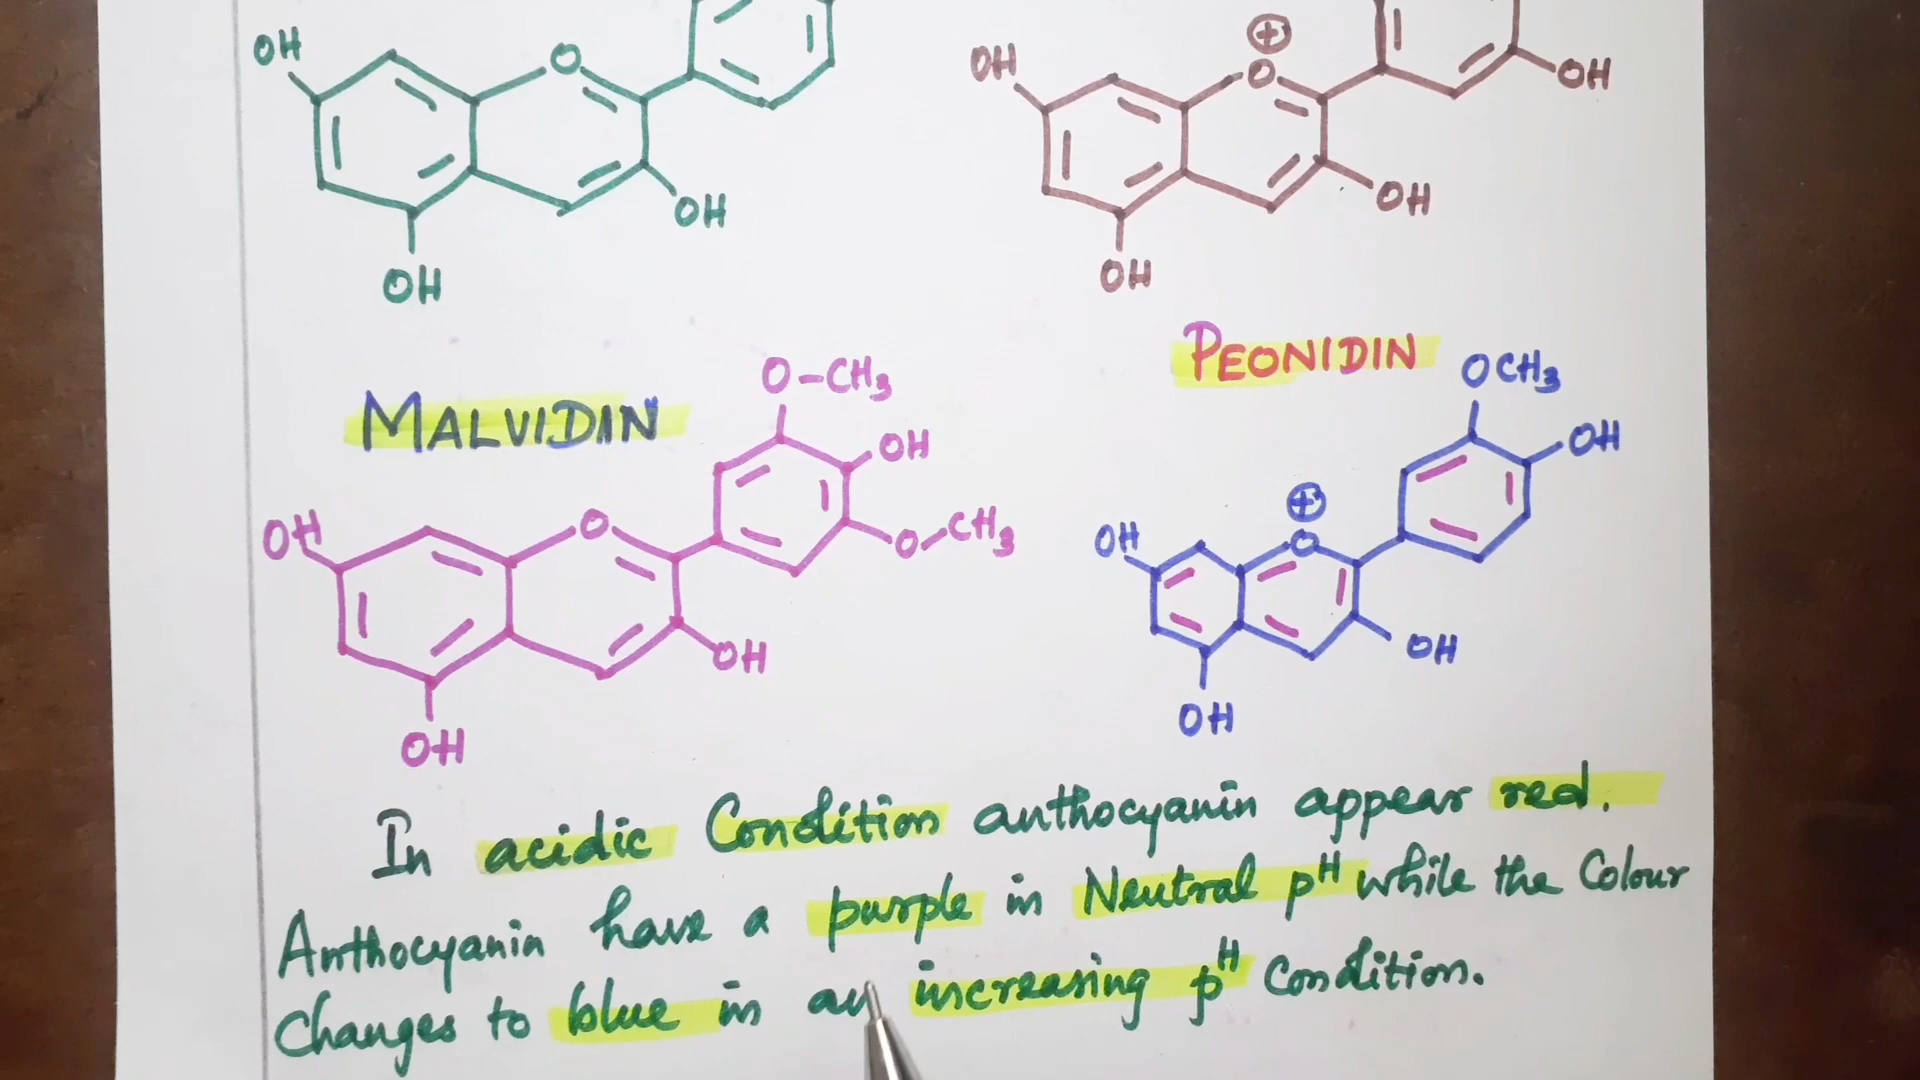 OH
O
OH
OH
⊕
OH
O
OH
OH
OH
MALVIDIN
O-CH3
OH
OH
O
O-CH3
OH
OH
PEONIDIN
OCH3
OH
⊕
OH
O
OH
OH
In acidic Condition anthocyanin appear red.
Anthocyanin have a purple in Neutral pH while the Colour
Changes to blue in an increasing pH Condition.